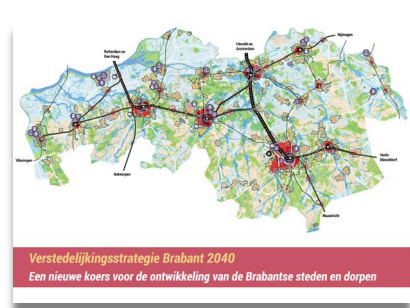 Rotterdam en
Den Haag
Utrecht en
Amsterdam
Nijmegen
Vlissingen
Antwerpen
Venlo
Düsseldorf
Maastricht
Verstedelijkingsstrategie Brabant 2040
Een nieuwe koers voor de ontwikkeling van de Brabantse steden en dorpen